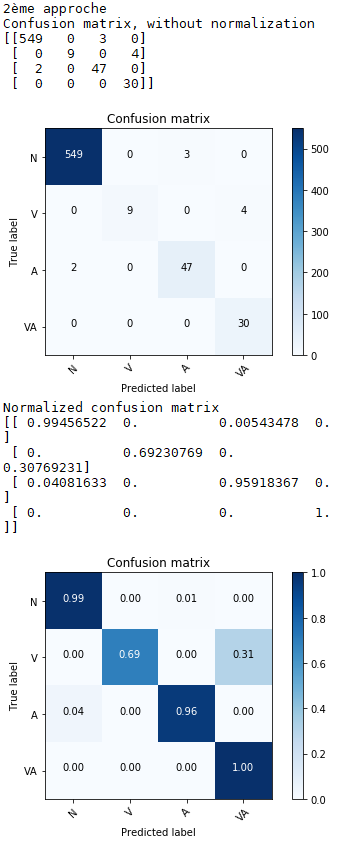 2ème approche
Confusion matrix, without normalization
[[549   0   3   0]
 [  0   9   0   4]
 [  2   0  47   0]
 [  0   0   0  30]]
Confusion matrix
N 549 0 3 0
V 0 9 0 4
A 2 0 47 0
VA 0 0 0 30
True label
N V A VA
Predicted label
500
400
300
200
100
0
Normalized confusion matrix
[[ 0.99456522  0.          0.00543478  0.
]
 [ 0.          0.69230769  0.
0.30769231]
 [ 0.04081633  0.          0.95918367  0.
]
 [ 0.          0.          0.          1.
]]
Confusion matrix
N 0.99 0.00 0.01 0.00
V 0.00 0.69 0.00 0.31
A 0.04 0.00 0.96 0.00
VA 0.00 0.00 0.00 1.00
True label
N V A VA
Predicted label
1.0
0.8
0.6
0.4
0.2
0.0